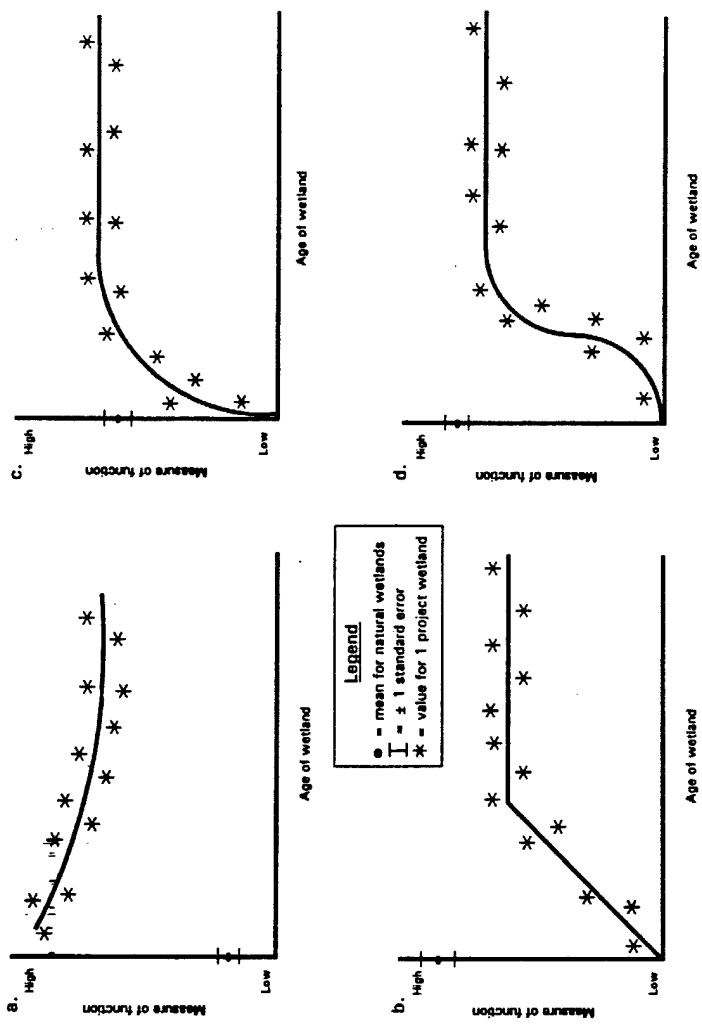 a.
High
Measure of function
Low
Age of wetland
b.
High
Measure of function
Low
Age of wetland
Legend
● = mean for natural wetlands
⌶ = ± 1 standard error
* = value for 1 project wetland
c.
High
Measure of function
Low
Age of wetland
d.
High
Measure of function
Low
Age of wetland